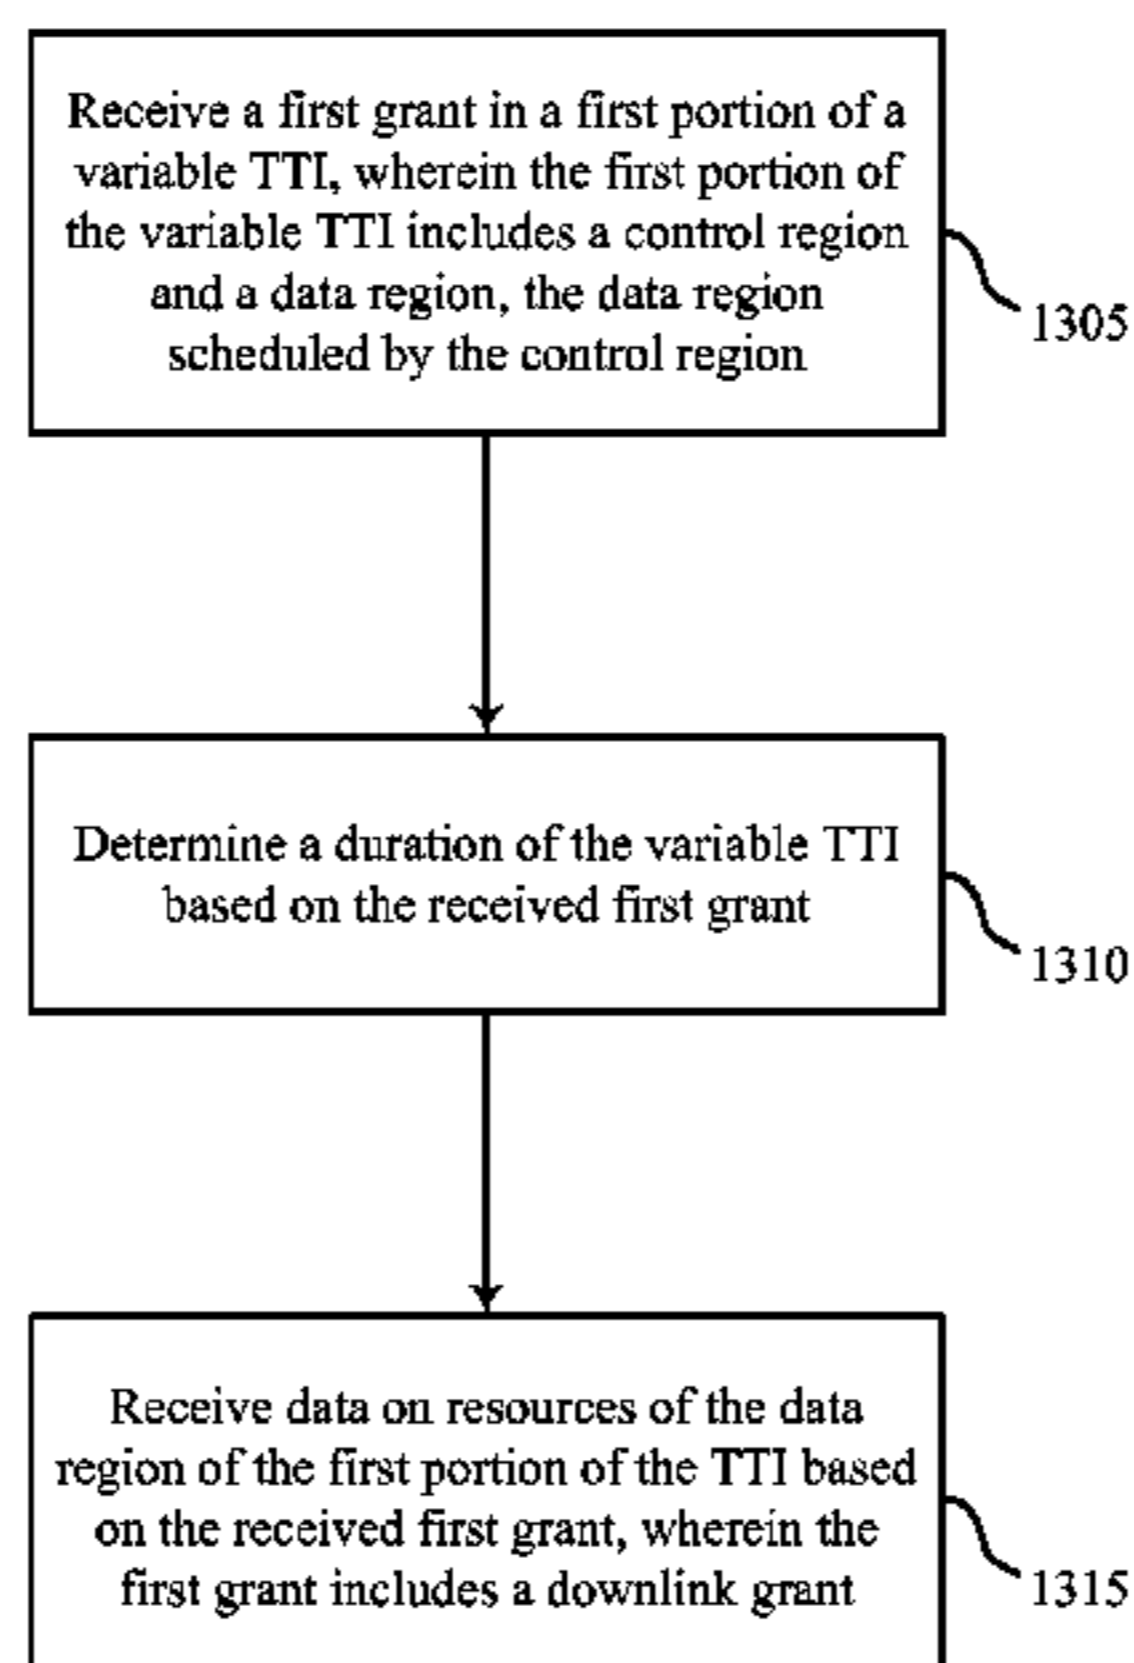 Receive a first grant in a first portion of a
variable TTI, wherein the first portion of
the variable TTI includes a control region
and a data region, the data region
scheduled by the control region
1305
Determine a duration of the variable TTI
based on the received first grant
1310
Receive data on resources of the data
region of the first portion of the TTI based
on the received first grant, wherein the
first grant includes a downlink grant
1315